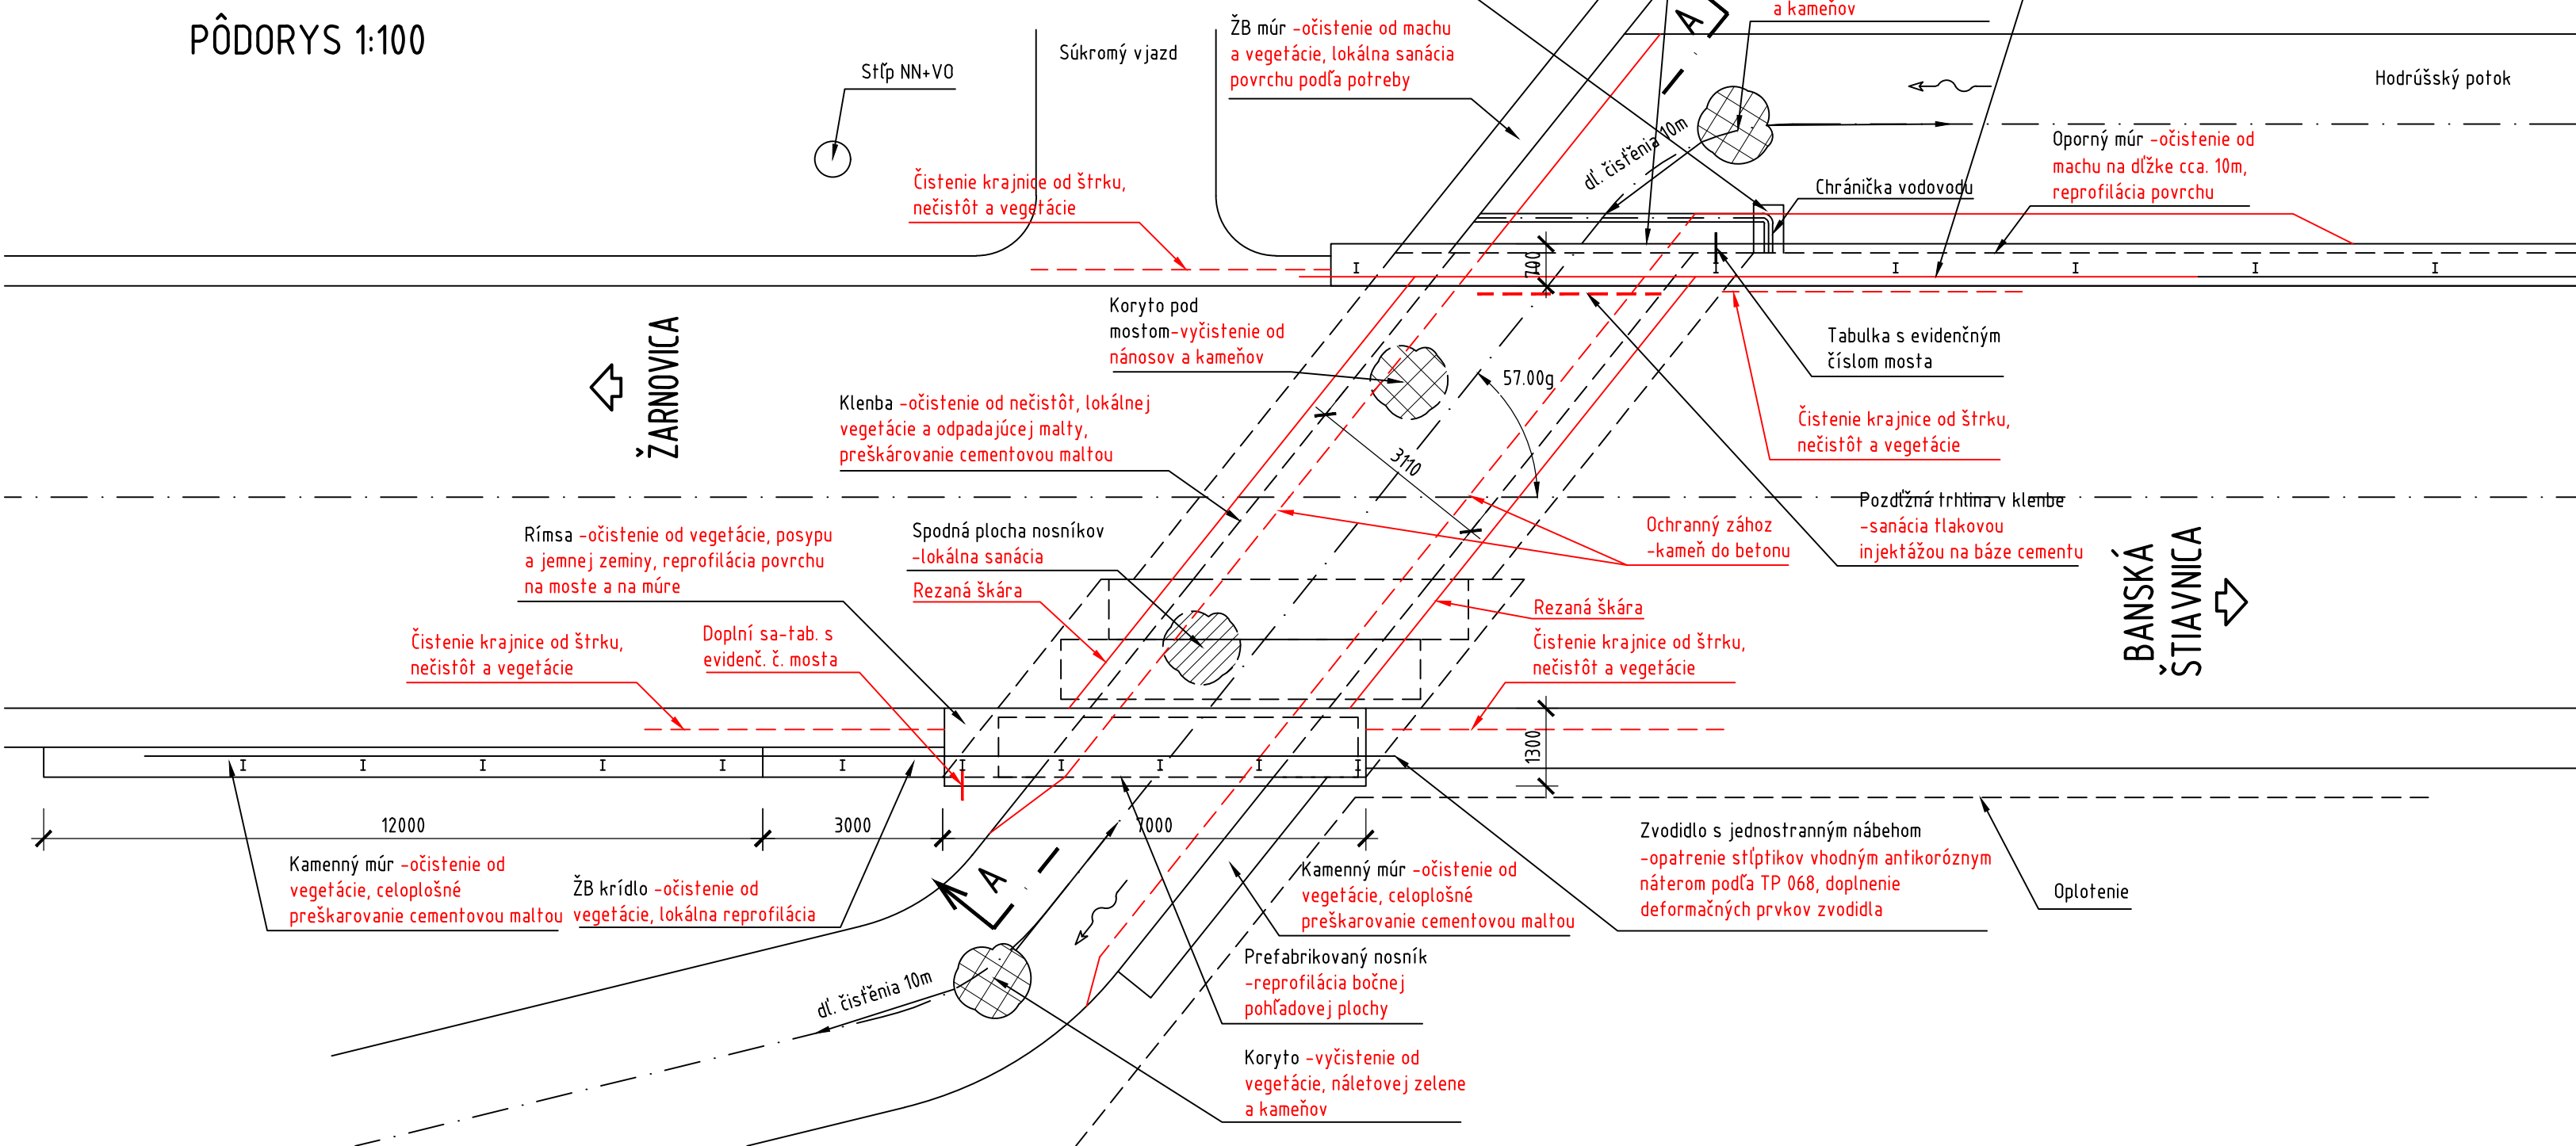 PÔDORYS 1:100
Stĺp NN+VO
Súkromý vjazd
ŽB múr -očistenie od machu
a vegetácie, lokálna sanácia
povrchu podľa potreby
A
a kameňov
Hodrúšsky potok
dĺ. čisťěnia 10m
Oporný múr -očistenie od
machu na dĺžke cca. 10m,
reprofilácia povrchu
Chránička vodovodu
Čistenie krajnice od štrku,
nečistôt a vegetácie
700
Koryto pod
mostom-vyčistenie od
nánosov a kameňov
Tabulka s evidenčným
číslom mosta
57.00g
ŽARNOVICA
Klenba -očistenie od nečistôt, lokálnej
vegetácie a odpadajúcej malty,
preškárovanie cementovou maltou
3110
Čistenie krajnice od štrku,
nečistôt a vegetácie
Pozdĺžná trhlina v klenbe
-sanácia tlakovou
injektážou na báze cementu
Rímsa -očistenie od vegetácie, posypu
a jemnej zeminy, reprofilácia povrchu
na moste a na múre
Spodná plocha nosníkov
-lokálna sanácia
Rezaná škára
Ochranný zához
-kameň do betonu
BANSKÁ
ŠTIAVNICA
Rezaná škára
Čistenie krajnice od štrku,
nečistôt a vegetácie
Doplní sa-tab. s
evidenč. č. mosta
Čistenie krajnice od štrku,
nečistôt a vegetácie
1300
12000
3000
7000
Kamenný múr -očistenie od
vegetácie, celoplošné
preškarovanie cementovou maltou
ŽB krídlo -očistenie od
vegetácie, lokálna reprofilácia
A
Kamenný múr -očistenie od
vegetácie, celoplošné
preškarovanie cementovou maltou
Zvodidlo s jednostranným nábehom
-opatrenie stĺptikov vhodným antikoróznym
náterom podľa TP 068, doplnenie
deformačných prvkov zvodidla
Oplotenie
dĺ. čisťěnia 10m
Prefabrikovaný nosník
-reprofilácia bočnej
pohľadovej plochy
Koryto -vyčistenie od
vegetácie, náletovej zelene
a kameňov